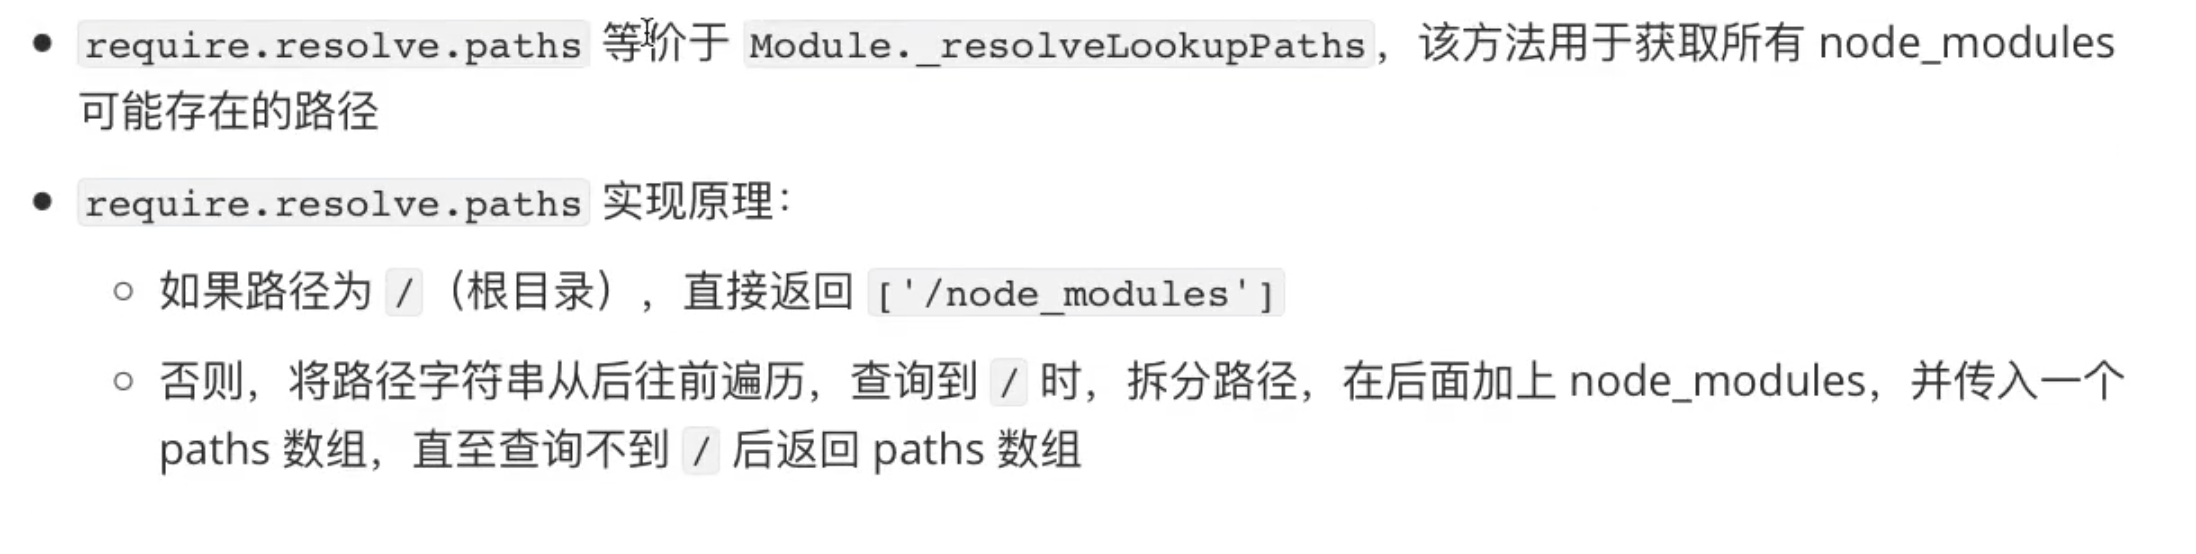 require.resolve.paths 等价于 Module._resolveLookupPaths，该方法用于获取所有 node_modules
可能存在的路径
require.resolve.paths 实现原理：
如果路径为 /（根目录），直接返回 ['/node_modules']
否则，将路径字符串从后往前遍历，查询到 / 时，拆分路径，在后面加上 node_modules，并传入一个
paths 数组，直至查询不到 / 后返回 paths 数组